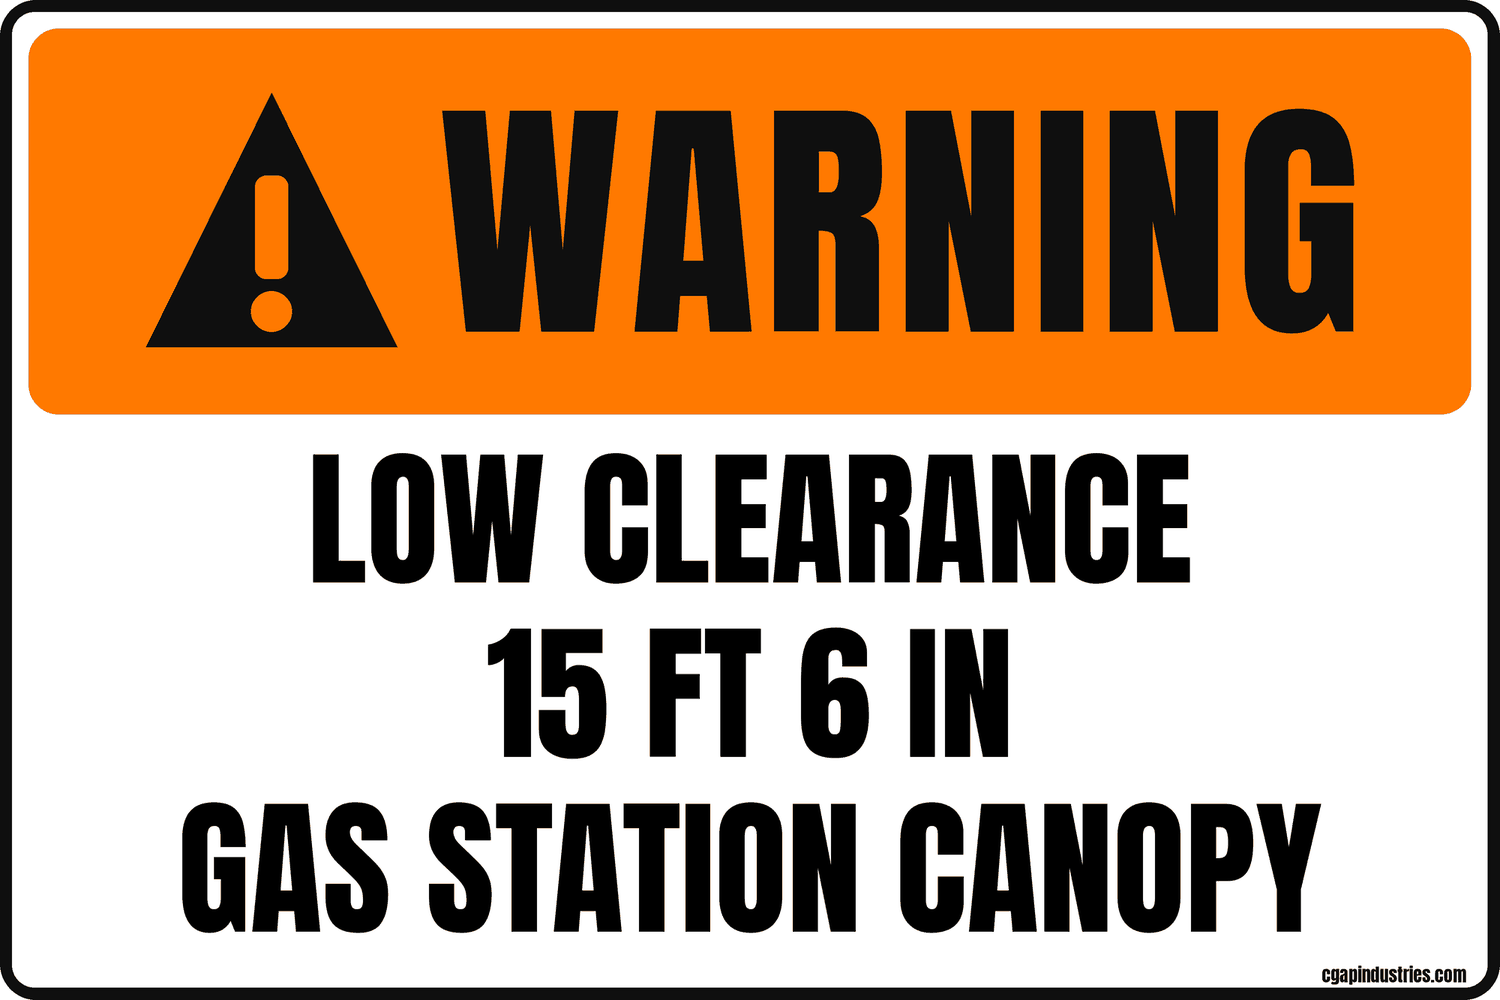 WARNING
LOW CLEARANCE
15 FT 6 IN
GAS STATION CANOPY
cgapindustries.com